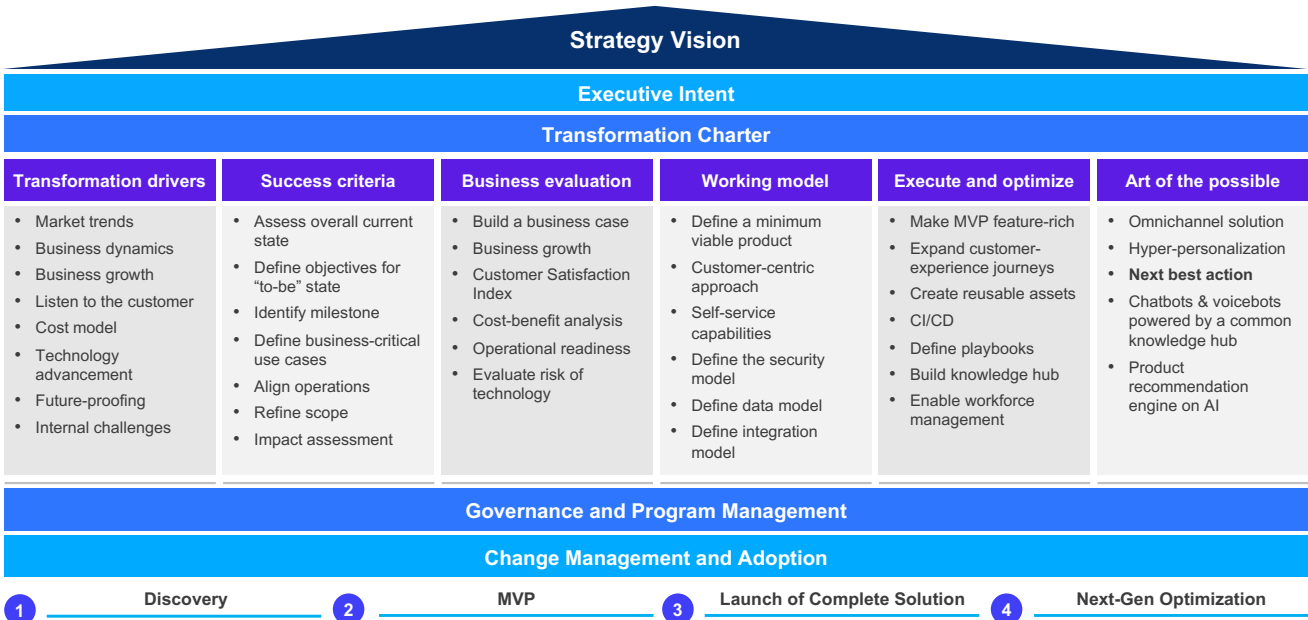 Strategy Vision
Executive Intent
Transformation Charter
Transformation drivers
• Market trends
• Business dynamics
• Business growth
• Listen to the customer
• Cost model
• Technology
advancement
• Future-proofing
• Internal challenges
Success criteria
• Assess overall current
state
• Define objectives for
“to-be” state
• Identify milestone
• Define business-critical
use cases
• Align operations
• Refine scope
• Impact assessment
Business evaluation
• Build a business case
• Business growth
• Customer Satisfaction
Index
• Cost-benefit analysis
• Operational readiness
• Evaluate risk of
technology
Working model
• Define a minimum
viable product
• Customer-centric
approach
• Self-service
capabilities
• Define the security
model
• Define data model
• Define integration
model
Execute and optimize
• Make MVP feature-rich
• Expand customer-
experience journeys
• Create reusable assets
• CI/CD
• Define playbooks
• Build knowledge hub
• Enable workforce
management
Art of the possible
• Omnichannel solution
• Hyper-personalization
• Next best action
• Chatbots & voicebots
powered by a common
knowledge hub
• Product
recommendation
engine on AI
Governance and Program Management
Change Management and Adoption
1 Discovery
2 MVP
3 Launch of Complete Solution
4 Next-Gen Optimization